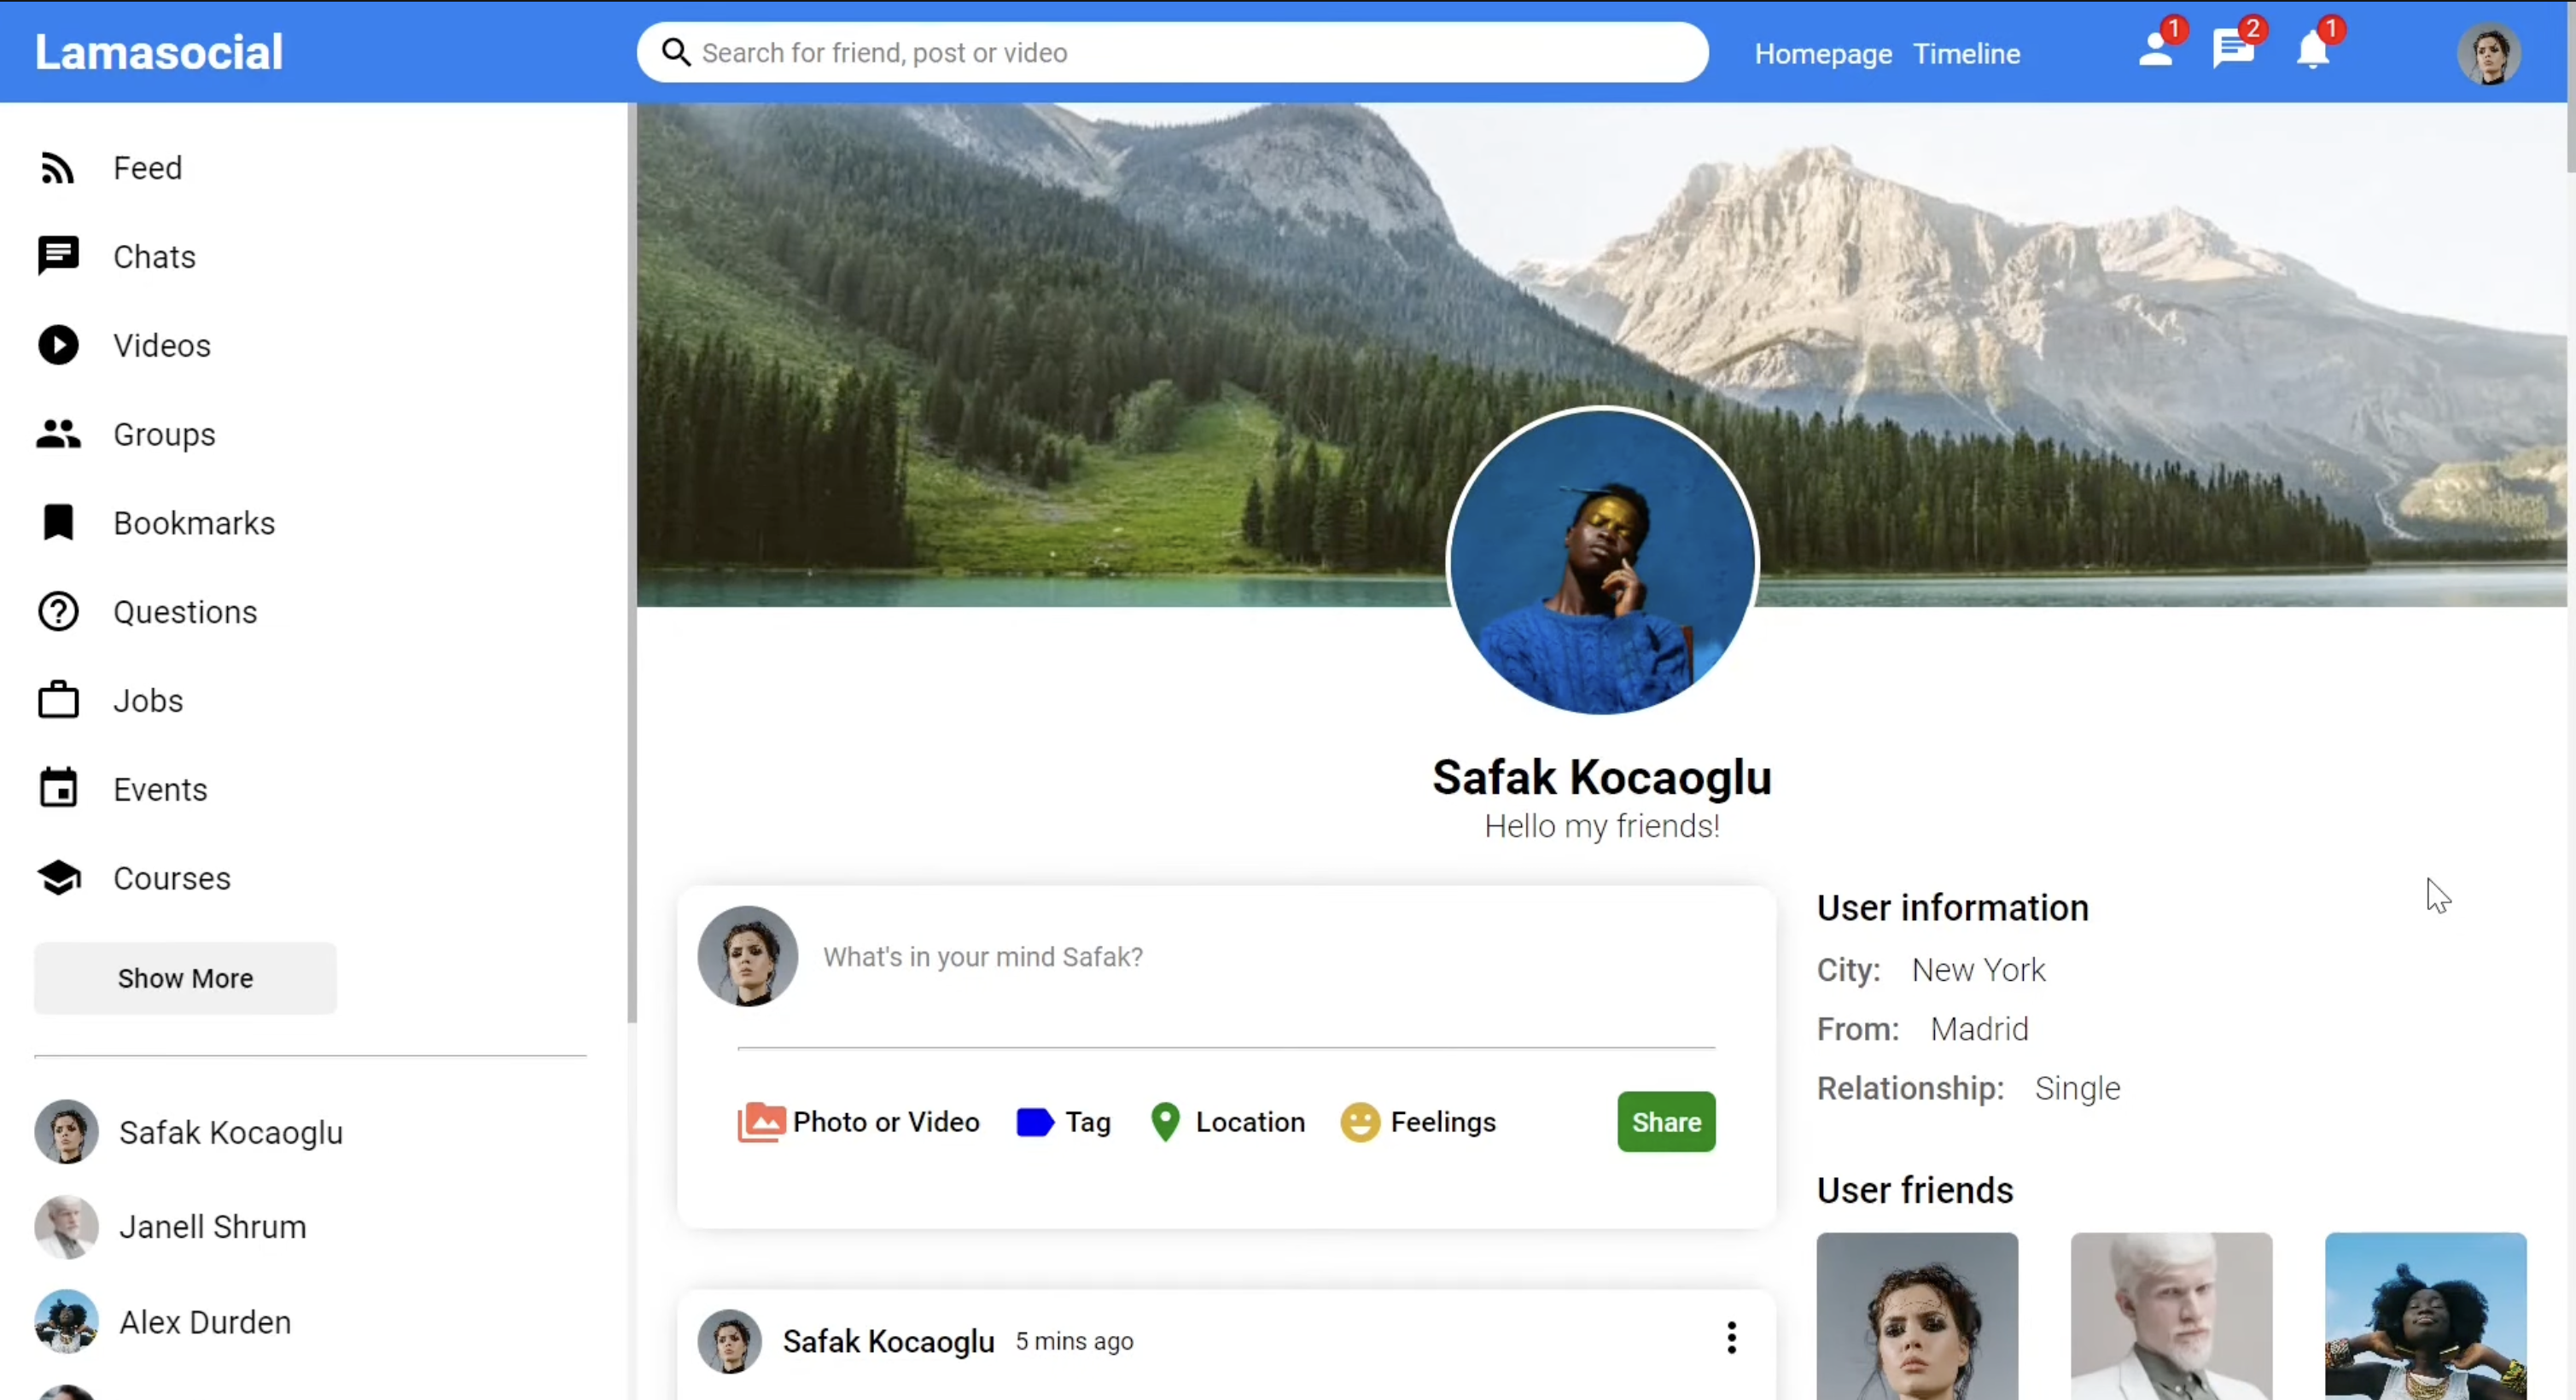 Lamasocial
Search for friend, post or video
Homepage Timeline
1
2
1
Feed
Chats
Videos
Groups
Bookmarks
Questions
Jobs
Events
Courses
Show More
Safak Kocaoglu
Janell Shrum
Alex Durden
Safak Kocaoglu
Hello my friends!
What's in your mind Safak?
Photo or Video Tag Location Feelings Share
Safak Kocaoglu 5 mins ago
User information
City: New York
From: Madrid
Relationship: Single
User friends